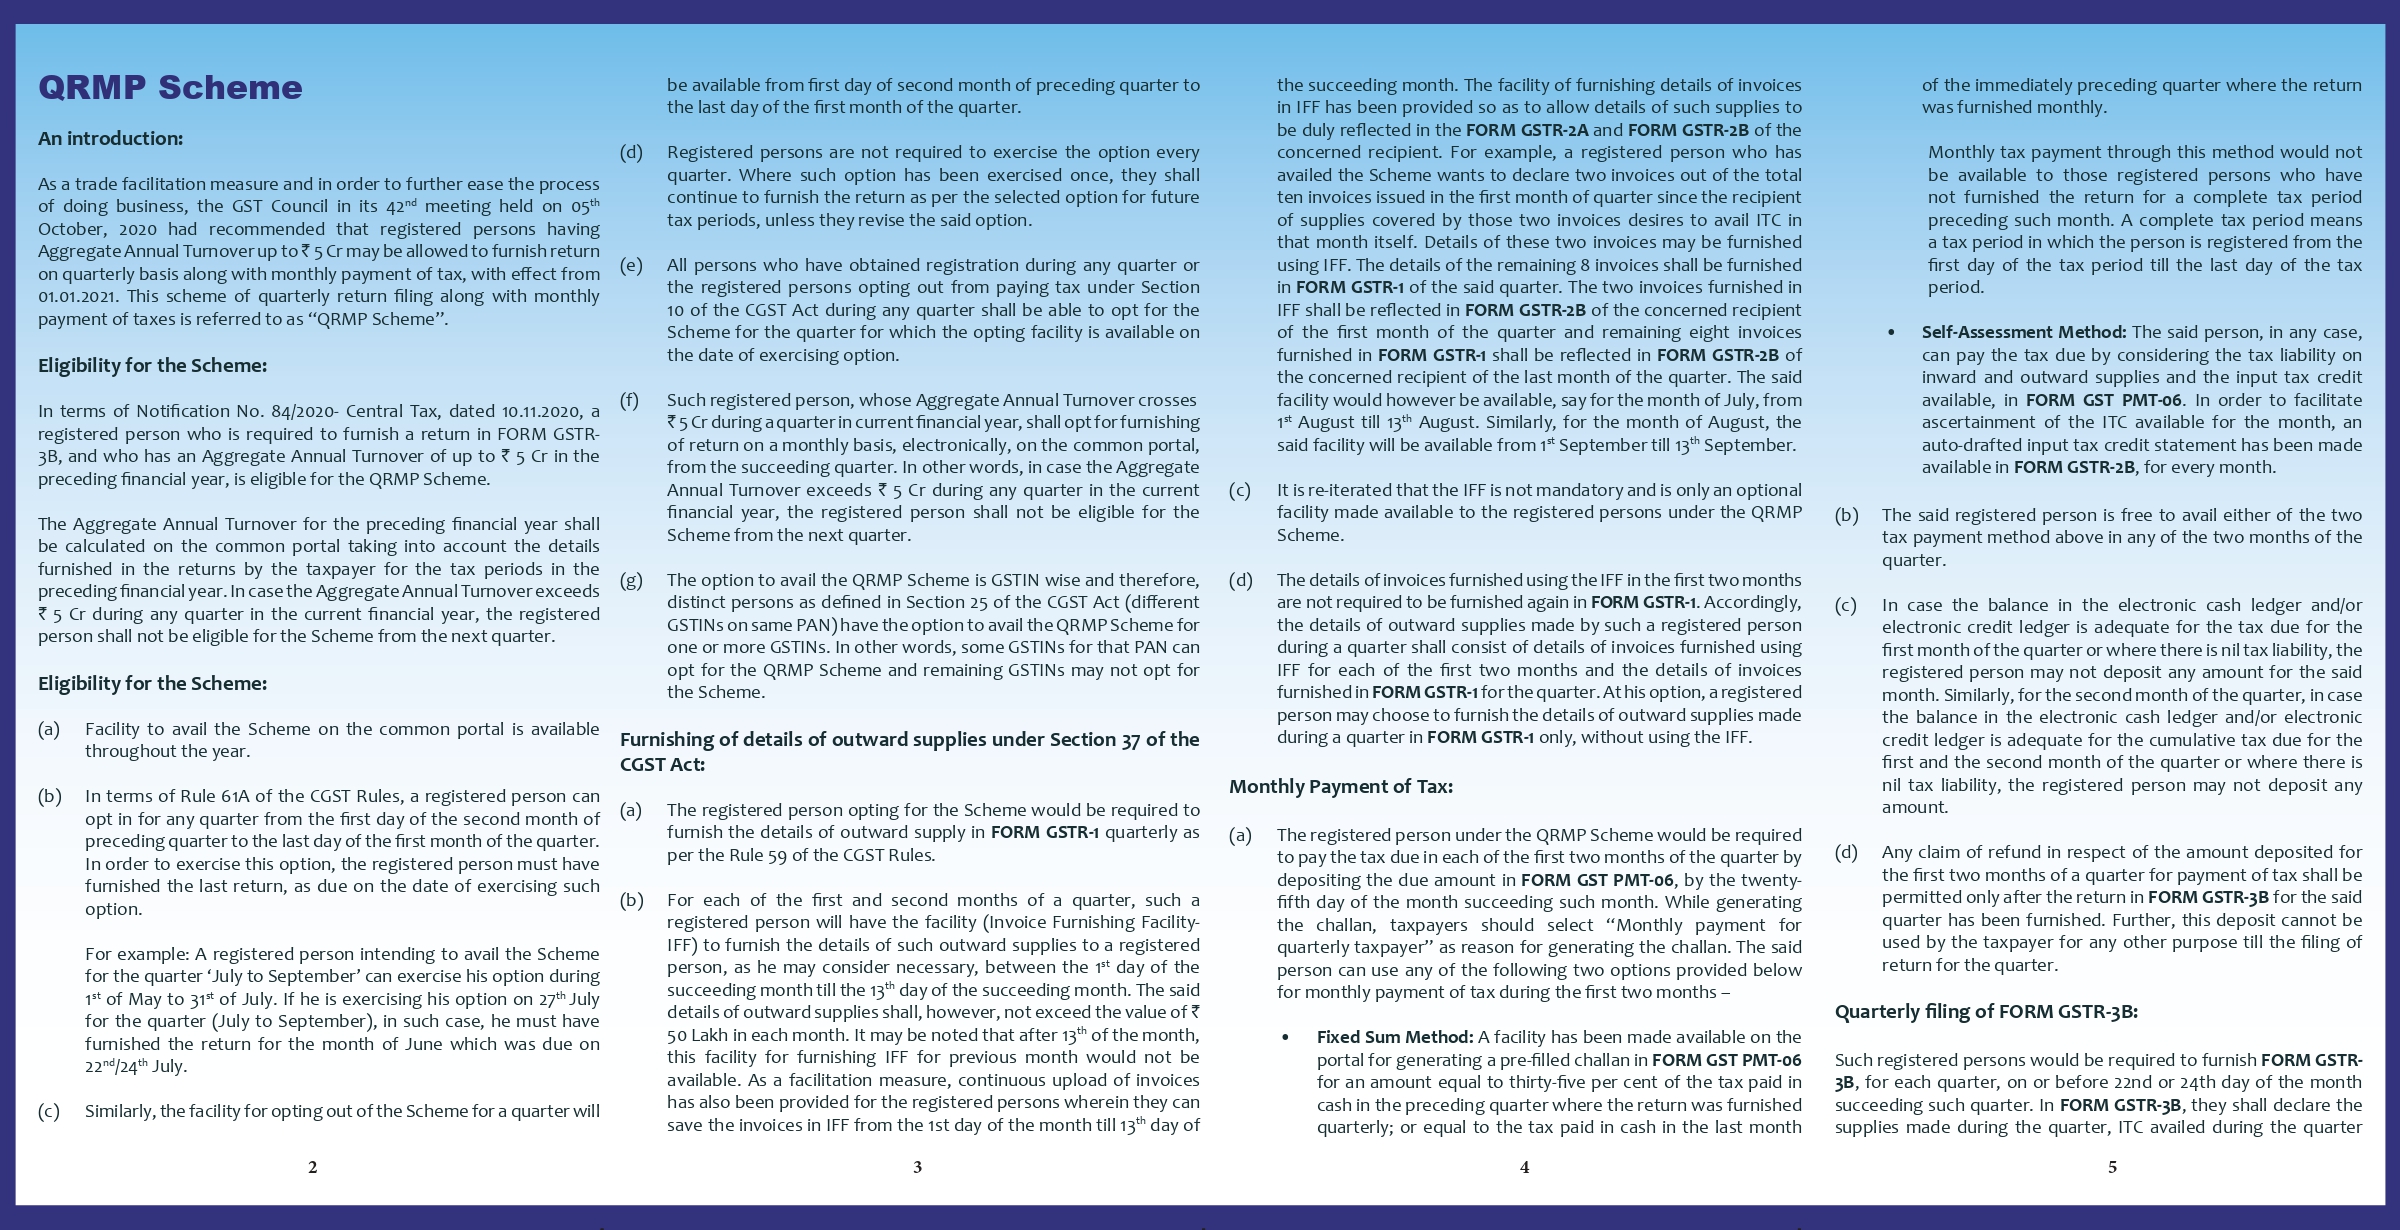 QRMP Scheme
An introduction:
As a trade facilitation measure and in order to further ease the process
of doing business, the GST Council in its 42nd meeting held on 05th
October, 2020 had recommended that registered persons having
Aggregate Annual Turnover up to ₹ 5 Cr may be allowed to furnish return
on quarterly basis along with monthly payment of tax, with effect from
01.01.2021. This scheme of quarterly return filing along with monthly
payment of taxes is referred to as “QRMP Scheme”.
Eligibility for the Scheme:
In terms of Notification No. 84/2020- Central Tax, dated 10.11.2020, a
registered person who is required to furnish a return in FORM GSTR-
3B, and who has an Aggregate Annual Turnover of up to ₹ 5 Cr in the
preceding financial year, is eligible for the QRMP Scheme.
The Aggregate Annual Turnover for the preceding financial year shall
be calculated on the common portal taking into account the details
furnished in the returns by the taxpayer for the tax periods in the
preceding financial year. In case the Aggregate Annual Turnover exceeds
₹ 5 Cr during any quarter in the current financial year, the registered
person shall not be eligible for the Scheme from the next quarter.
Eligibility for the Scheme:
(a) Facility to avail the Scheme on the common portal is available
throughout the year.
(b) In terms of Rule 61A of the CGST Rules, a registered person can
opt in for any quarter from the first day of the second month of
preceding quarter to the last day of the first month of the quarter.
In order to exercise this option, the registered person must have
furnished the last return, as due on the date of exercising such
option.
For example: A registered person intending to avail the Scheme
for the quarter ‘July to September’ can exercise his option during
1st of May to 31st of July. If he is exercising his option on 27th July
for the quarter (July to September), in such case, he must have
furnished the return for the month of June which was due on
22nd/24th July.
(c) Similarly, the facility for opting out of the Scheme for a quarter will
2
be available from first day of second month of preceding quarter to
the last day of the first month of the quarter.
(d) Registered persons are not required to exercise the option every
quarter. Where such option has been exercised once, they shall
continue to furnish the return as per the selected option for future
tax periods, unless they revise the said option.
(e) All persons who have obtained registration during any quarter or
the registered persons opting out from paying tax under Section
10 of the CGST Act during any quarter shall be able to opt for the
Scheme for the quarter for which the opting facility is available on
the date of exercising option.
(f) Such registered person, whose Aggregate Annual Turnover crosses
₹ 5 Cr during a quarter in current financial year, shall opt for furnishing
of return on a monthly basis, electronically, on the common portal,
from the succeeding quarter. In other words, in case the Aggregate
Annual Turnover exceeds ₹ 5 Cr during any quarter in the current
financial year, the registered person shall not be eligible for the
Scheme from the next quarter.
(g) The option to avail the QRMP Scheme is GSTIN wise and therefore,
distinct persons as defined in Section 25 of the CGST Act (different
GSTINs on same PAN) have the option to avail the QRMP Scheme for
one or more GSTINs. In other words, some GSTINs for that PAN can
opt for the QRMP Scheme and remaining GSTINs may not opt for
the Scheme.
Furnishing of details of outward supplies under Section 37 of the
CGST Act:
(a) The registered person opting for the Scheme would be required to
furnish the details of outward supply in FORM GSTR-1 quarterly as
per the Rule 59 of the CGST Rules.
(b) For each of the first and second months of a quarter, such a
registered person will have the facility (Invoice Furnishing Facility-
IFF) to furnish the details of such outward supplies to a registered
person, as he may consider necessary, between the 1st day of the
succeeding month till the 13th day of the succeeding month. The said
details of outward supplies shall, however, not exceed the value of ₹
50 Lakh in each month. It may be noted that after 13th of the month,
this facility for furnishing IFF for previous month would not be
available. As a facilitation measure, continuous upload of invoices
has also been provided for the registered persons wherein they can
save the invoices in IFF from the 1st day of the month till 13th day of
3
the succeeding month. The facility of furnishing details of invoices
in IFF has been provided so as to allow details of such supplies to
be duly reflected in the FORM GSTR-2A and FORM GSTR-2B of the
concerned recipient. For example, a registered person who has
availed the Scheme wants to declare two invoices out of the total
ten invoices issued in the first month of quarter since the recipient
of supplies covered by those two invoices desires to avail ITC in
that month itself. Details of these two invoices may be furnished
using IFF. The details of the remaining 8 invoices shall be furnished
in FORM GSTR-1 of the said quarter. The two invoices furnished in
IFF shall be reflected in FORM GSTR-2B of the concerned recipient
of the first month of the quarter and remaining eight invoices
furnished in FORM GSTR-1 shall be reflected in FORM GSTR-2B of
the concerned recipient of the last month of the quarter. The said
facility would however be available, say for the month of July, from
1st August till 13th August. Similarly, for the month of August, the
said facility will be available from 1st September till 13th September.
(c) It is re-iterated that the IFF is not mandatory and is only an optional
facility made available to the registered persons under the QRMP
Scheme.
(d) The details of invoices furnished using the IFF in the first two months
are not required to be furnished again in FORM GSTR-1. Accordingly,
the details of outward supplies made by such a registered person
during a quarter shall consist of details of invoices furnished using
IFF for each of the first two months and the details of invoices
furnished in FORM GSTR-1 for the quarter. At his option, a registered
person may choose to furnish the details of outward supplies made
during a quarter in FORM GSTR-1 only, without using the IFF.
Monthly Payment of Tax:
(a) The registered person under the QRMP Scheme would be required
to pay the tax due in each of the first two months of the quarter by
depositing the due amount in FORM GST PMT-06, by the twenty-
fifth day of the month succeeding such month. While generating
the challan, taxpayers should select “Monthly payment for
quarterly taxpayer” as reason for generating the challan. The said
person can use any of the following two options provided below
for monthly payment of tax during the first two months –
• Fixed Sum Method: A facility has been made available on the
portal for generating a pre-filled challan in FORM GST PMT-06
for an amount equal to thirty-five per cent of the tax paid in
cash in the preceding quarter where the return was furnished
quarterly; or equal to the tax paid in cash in the last month
4
of the immediately preceding quarter where the return
was furnished monthly.
Monthly tax payment through this method would not
be available to those registered persons who have
not furnished the return for a complete tax period
preceding such month. A complete tax period means
a tax period in which the person is registered from the
first day of the tax period till the last day of the tax
period.
• Self-Assessment Method: The said person, in any case,
can pay the tax due by considering the tax liability on
inward and outward supplies and the input tax credit
available, in FORM GST PMT-06. In order to facilitate
ascertainment of the ITC available for the month, an
auto-drafted input tax credit statement has been made
available in FORM GSTR-2B, for every month.
(b) The said registered person is free to avail either of the two
tax payment method above in any of the two months of the
quarter.
(c) In case the balance in the electronic cash ledger and/or
electronic credit ledger is adequate for the tax due for the
first month of the quarter or where there is nil tax liability, the
registered person may not deposit any amount for the said
month. Similarly, for the second month of the quarter, in case
the balance in the electronic cash ledger and/or electronic
credit ledger is adequate for the cumulative tax due for the
first and the second month of the quarter or where there is
nil tax liability, the registered person may not deposit any
amount.
(d) Any claim of refund in respect of the amount deposited for
the first two months of a quarter for payment of tax shall be
permitted only after the return in FORM GSTR-3B for the said
quarter has been furnished. Further, this deposit cannot be
used by the taxpayer for any other purpose till the filing of
return for the quarter.
Quarterly filing of FORM GSTR-3B:
Such registered persons would be required to furnish FORM GSTR-
3B, for each quarter, on or before 22nd or 24th day of the month
succeeding such quarter. In FORM GSTR-3B, they shall declare the
supplies made during the quarter, ITC availed during the quarter
5